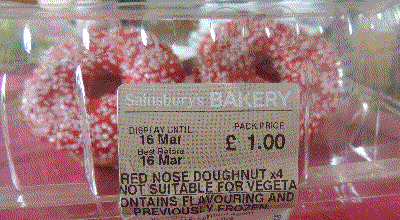 Sainsbury's BAKERY
DISPLAY UNTIL PACK PRICE
16 Mar £ 1.00
Best Before
16 Mar
RED NOSE DOUGHNUT x4
NOT SUITABLE FOR VEGETA
ONTAINS FLAVOURING AND
PREVIOUSLY FROZEN